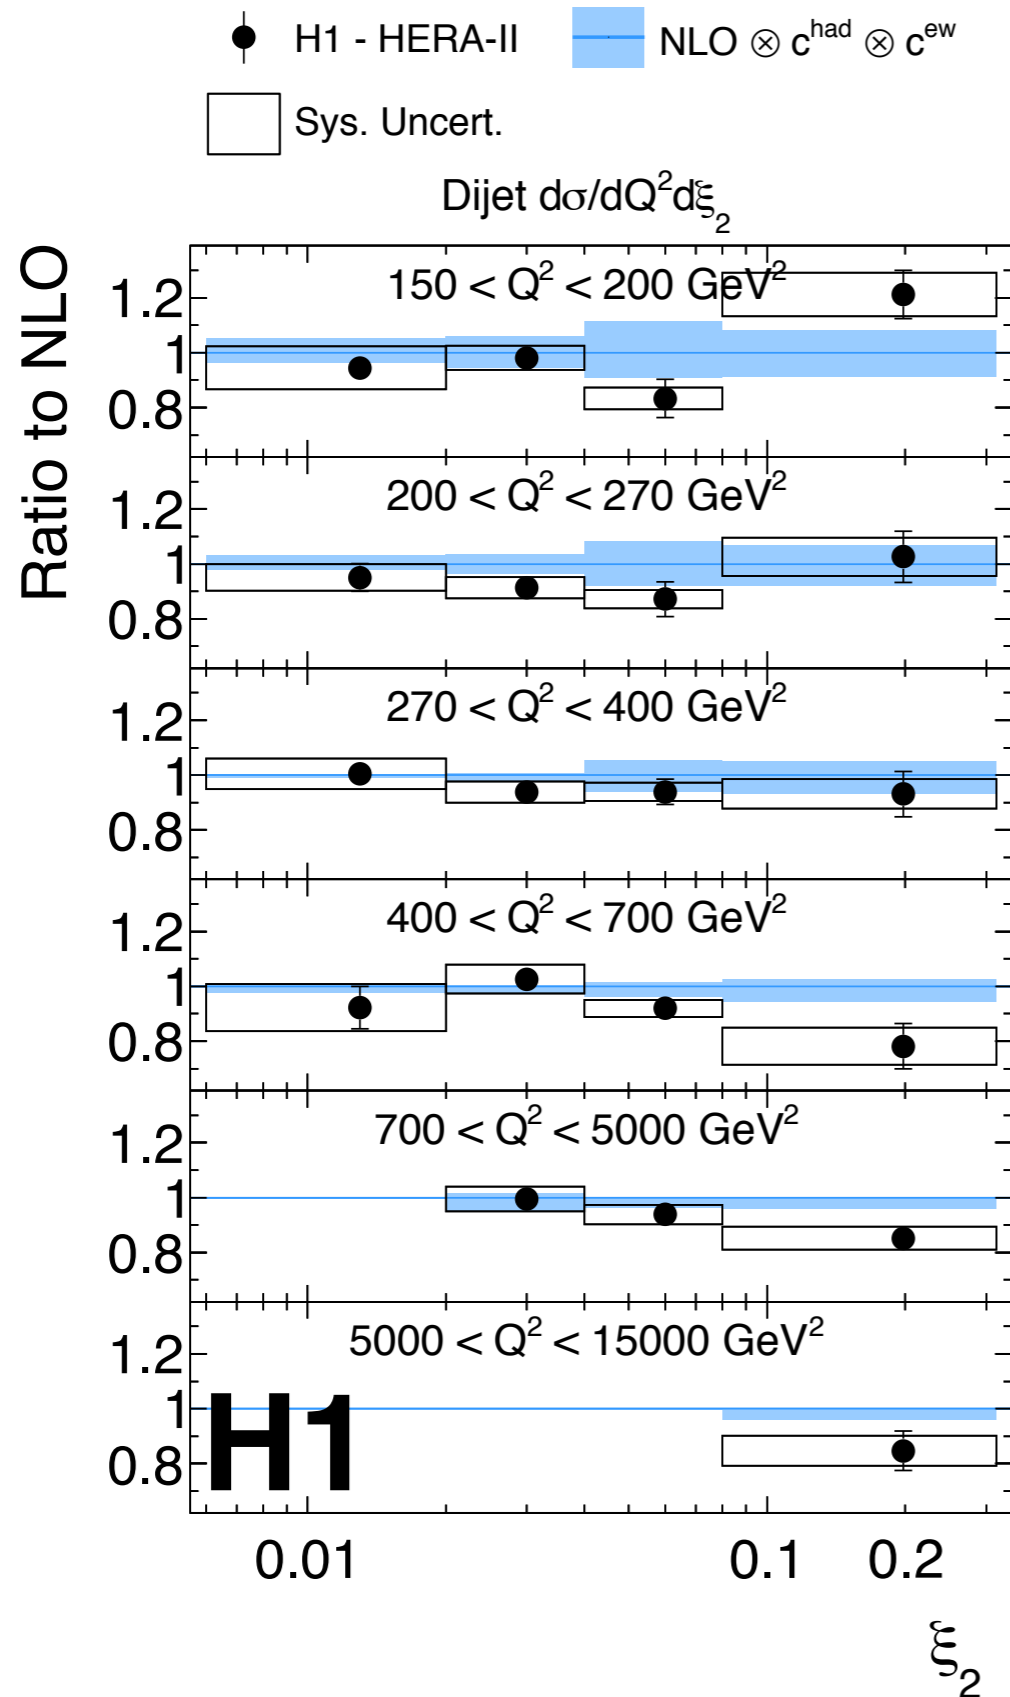 H1 - HERA-II
NLO ⊗ c^had ⊗ c^ew
Sys. Uncert.
Dijet dσ/dQ²dξ₂
Ratio to NLO
150 < Q² < 200 GeV²
1.2
1
0.8
200 < Q² < 270 GeV²
1.2
1
0.8
270 < Q² < 400 GeV²
1.2
1
0.8
400 < Q² < 700 GeV²
1.2
1
0.8
700 < Q² < 5000 GeV²
1.2
1
0.8
5000 < Q² < 15000 GeV²
1.2
1
0.8
H1
0.01 0.1 0.2
ξ₂